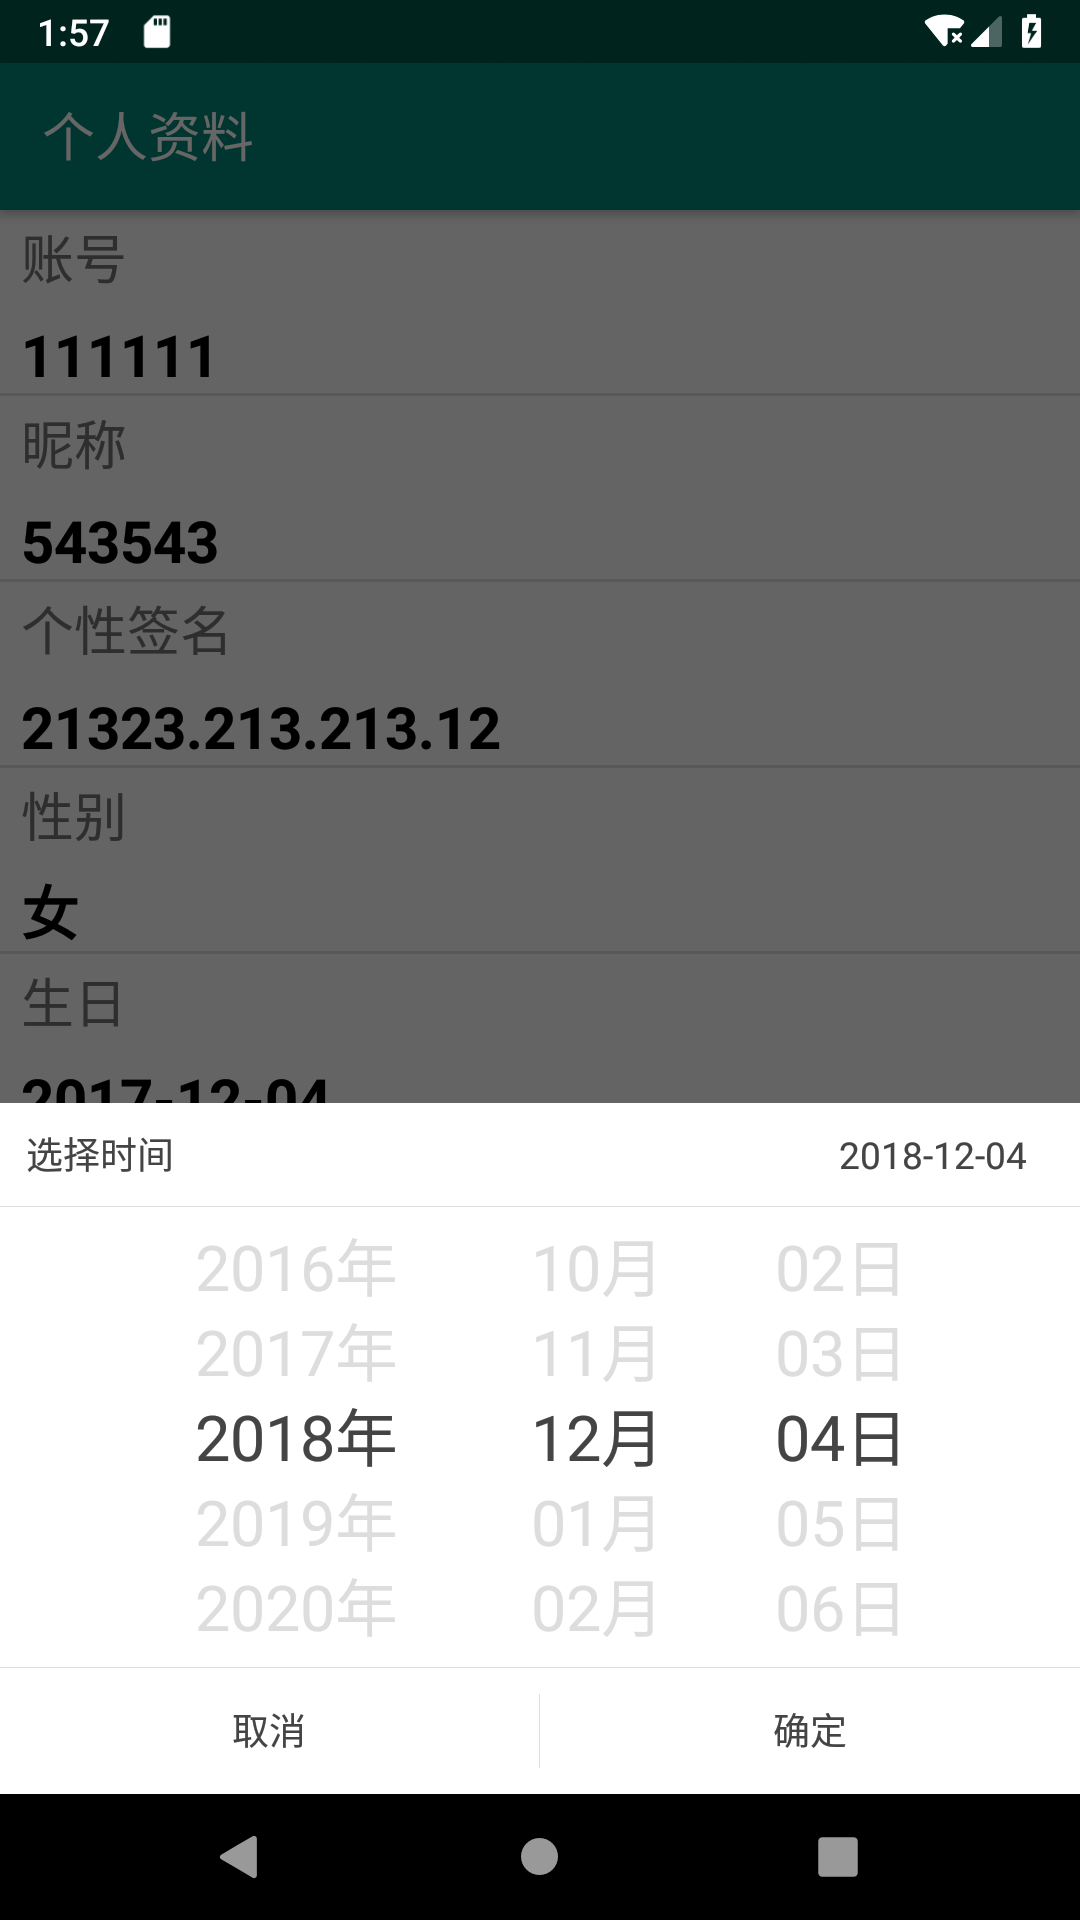 1:57
个人资料
账号
111111
昵称
543543
个性签名
21323.213.213.12
性别
女
生日
2017-12-04
选择时间 2018-12-04
2016年 10月 02日
2017年 11月 03日
2018年 12月 04日
2019年 01月 05日
2020年 02月 06日
取消 确定